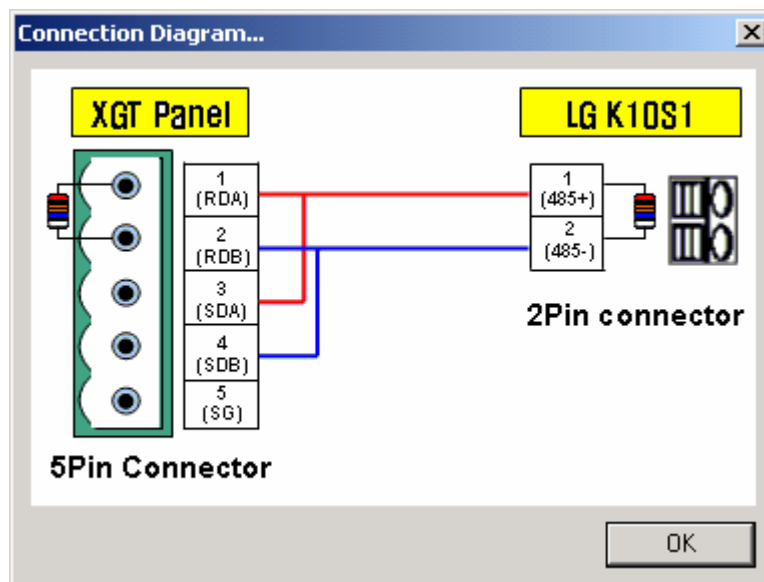 Connection Diagram...
XGT Panel
LG K10S1
1
(RDA)
2
(RDB)
3
(SDA)
4
(SDB)
5
(SG)
1
(485+)
2
(485-)
2Pin connector
5Pin Connector
OK